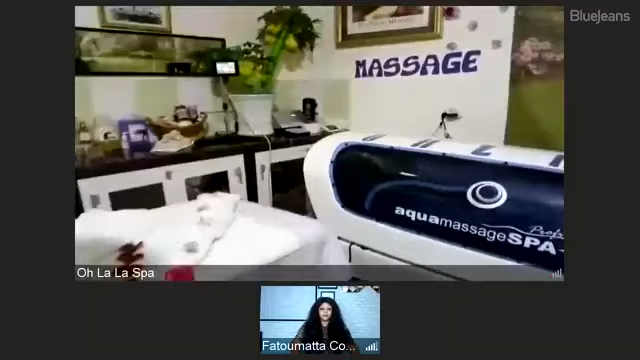 BlueJeans
MASSAGE
aquamassageSPA
Oh La La Spa
Fatoumatta Co...